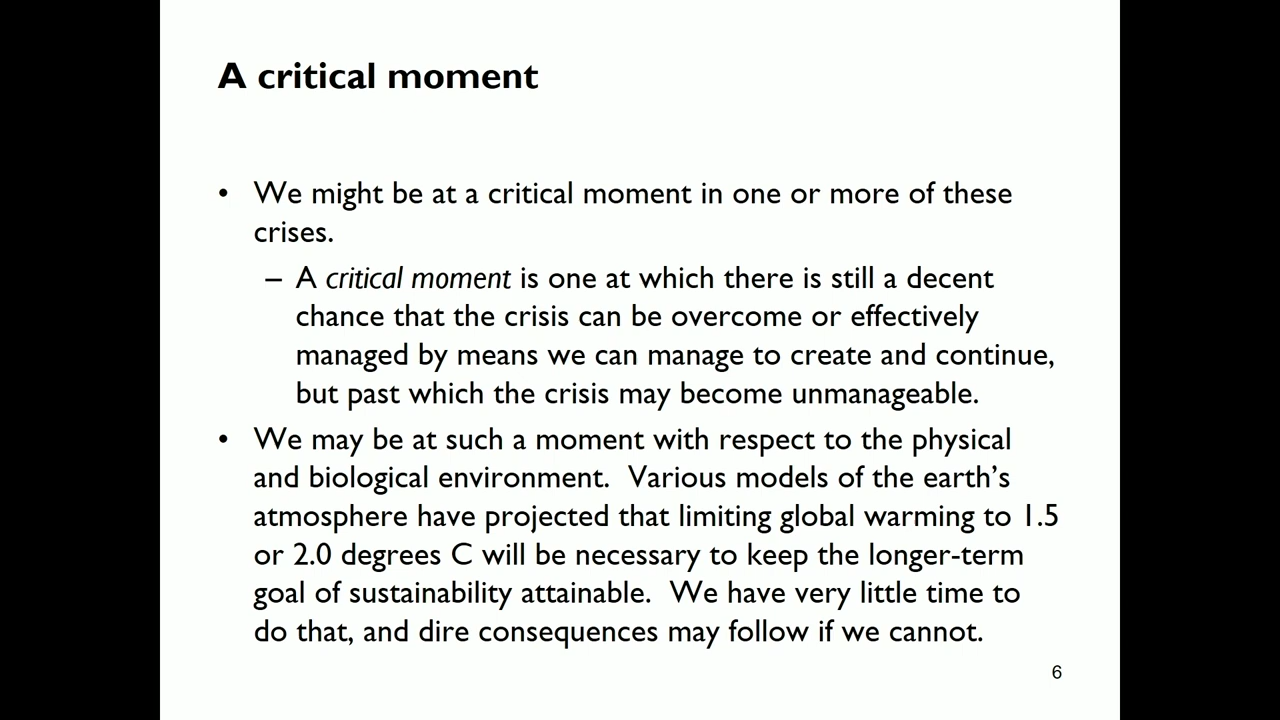 A critical moment
• We might be at a critical moment in one or more of these
crises.
– A critical moment is one at which there is still a decent
chance that the crisis can be overcome or effectively
managed by means we can manage to create and continue,
but past which the crisis may become unmanageable.
• We may be at such a moment with respect to the physical
and biological environment.  Various models of the earth’s
atmosphere have projected that limiting global warming to 1.5
or 2.0 degrees C will be necessary to keep the longer-term
goal of sustainability attainable.  We have very little time to
do that, and dire consequences may follow if we cannot.
6